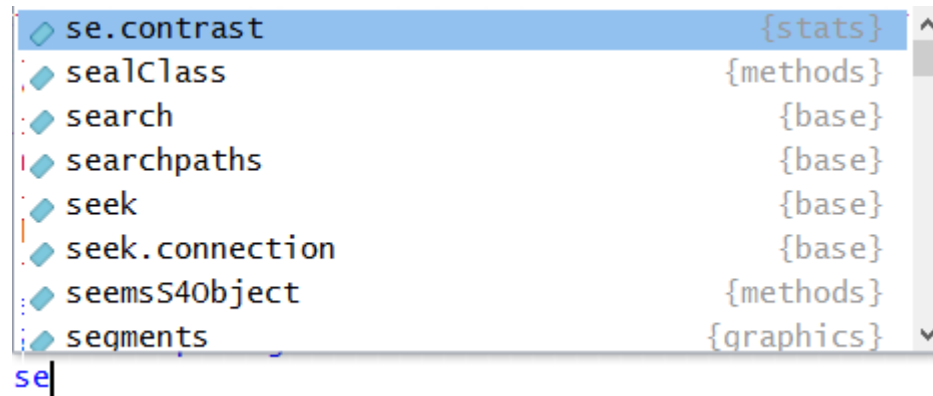 se.contrast {stats}
sealClass {methods}
search {base}
searchpaths {base}
seek {base}
seek.connection {base}
seemsS4Object {methods}
segments {graphics}
se